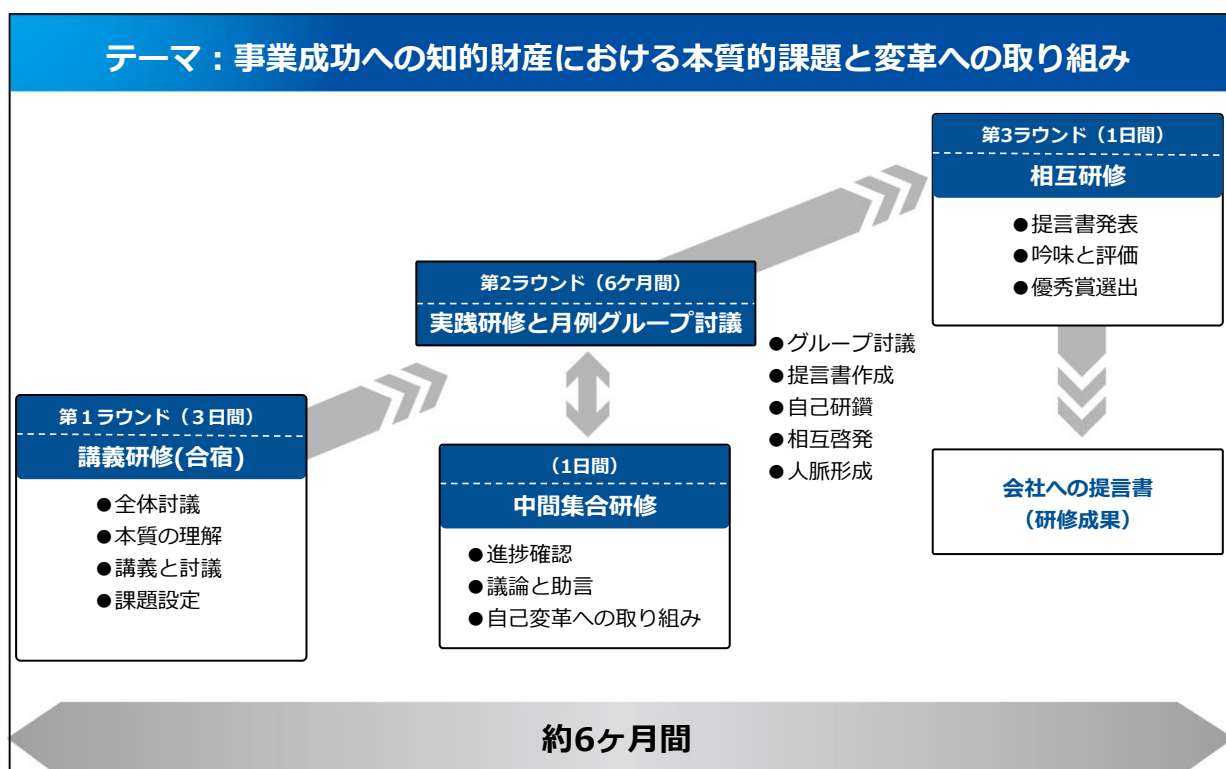 テーマ：事業成功への知的財産における本質的課題と変革への取り組み
第１ラウンド（３日間）
講義研修(合宿)
●全体討議
●本質の理解
●講義と討議
●課題設定
第2ラウンド（6ケ月間）
実践研修と月例グループ討議
●グループ討議
●提言書作成
●自己研鑽
●相互啓発
●人脈形成
（1日間）
中間集合研修
●進捗確認
●議論と助言
●自己変革への取り組み
第3ラウンド（1日間）
相互研修
●提言書発表
●吟味と評価
●優秀賞選出
会社への提言書
（研修成果）
約6ヶ月間